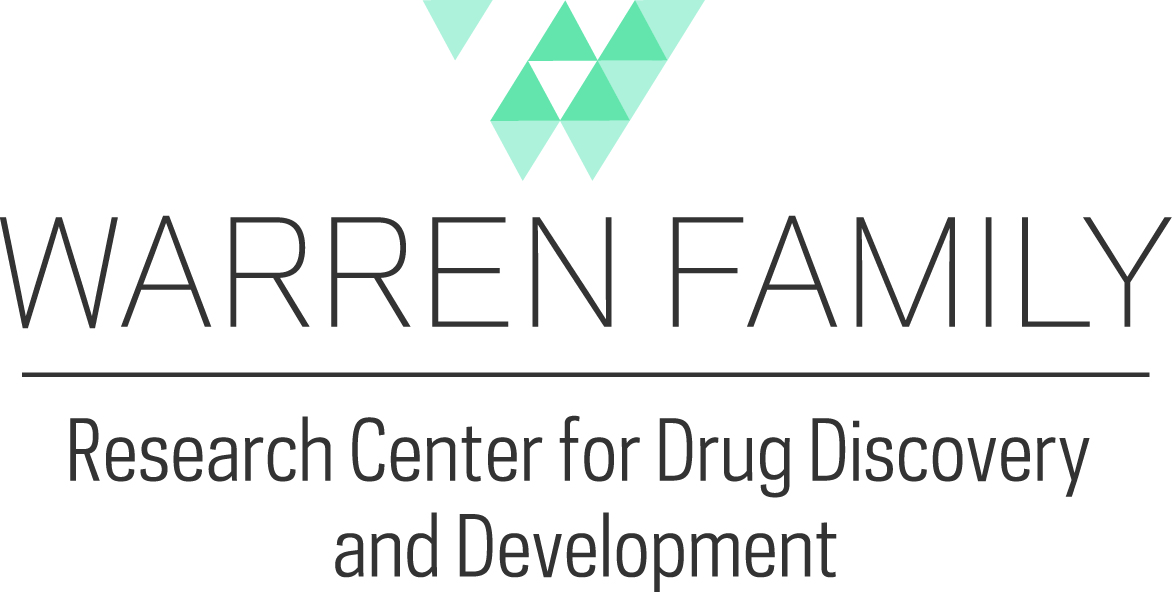 WARREN FAMILY
Research Center for Drug Discovery
and Development